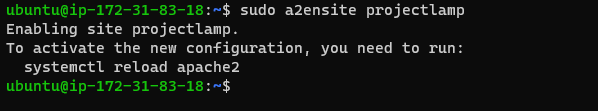 ubuntu@ip-172-31-83-18:~$ sudo a2ensite projectlamp
Enabling site projectlamp.
To activate the new configuration, you need to run:
  systemctl reload apache2
ubuntu@ip-172-31-83-18:~$